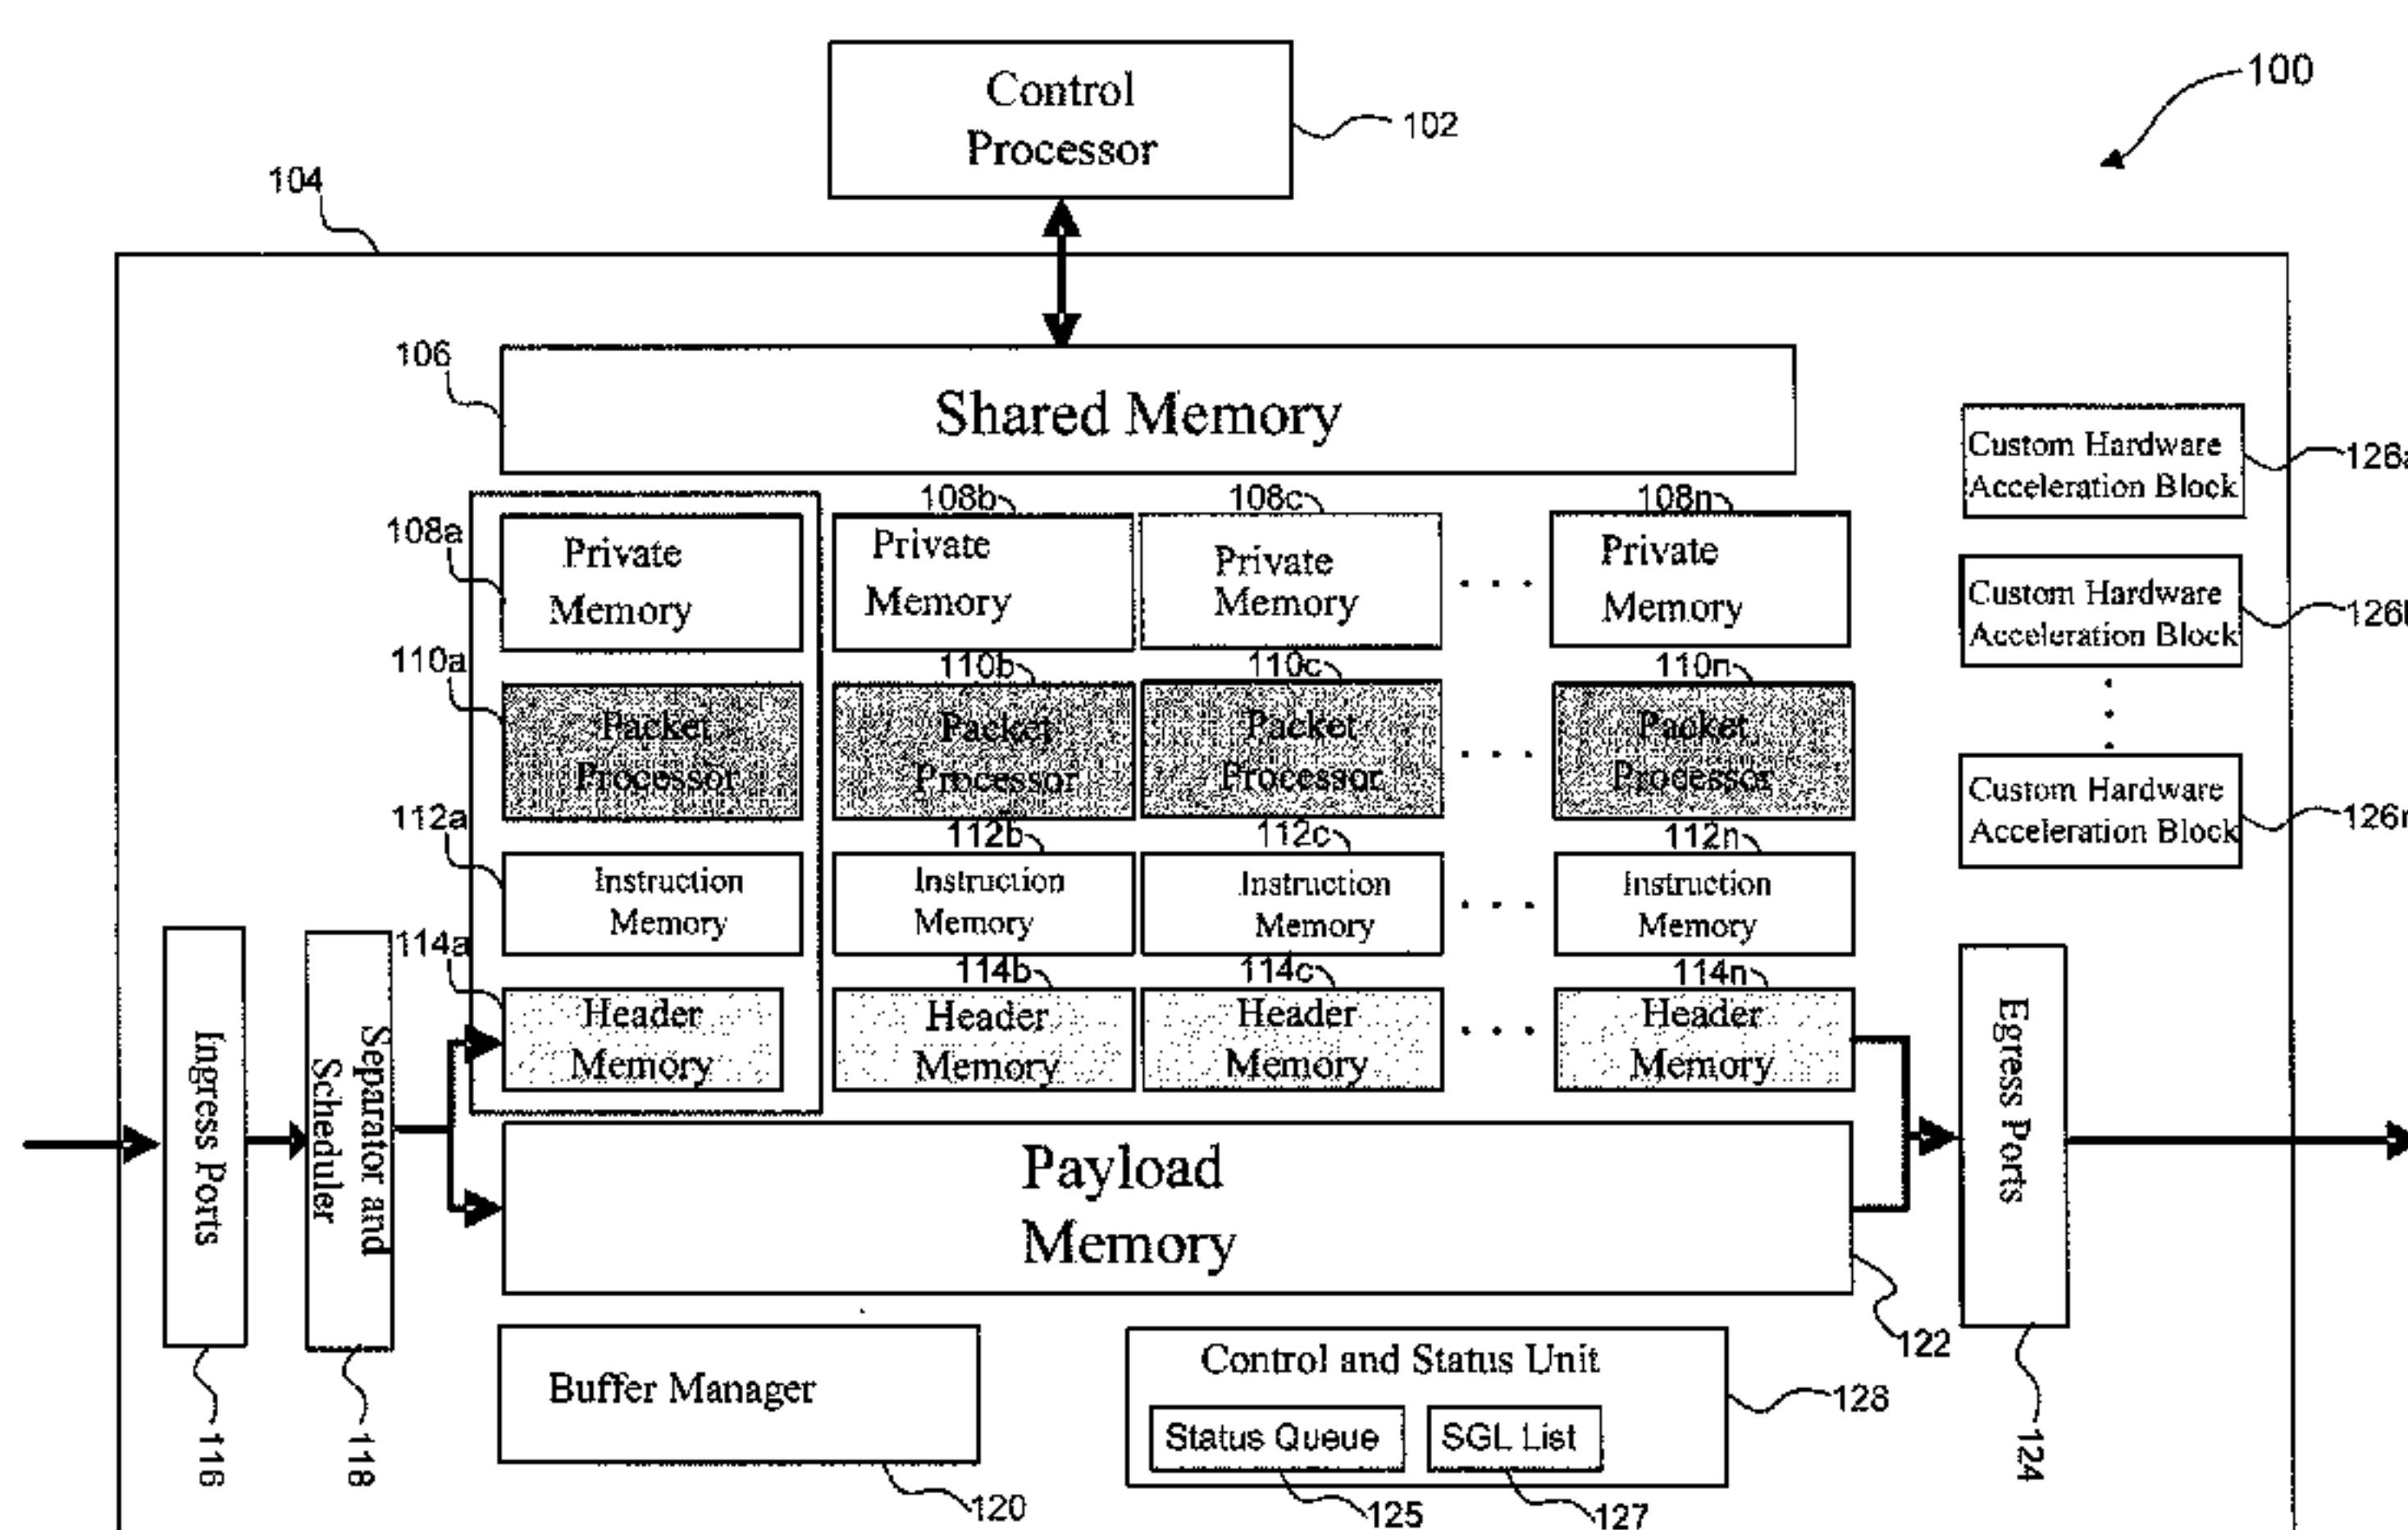 100
Control
Processor
102
104
106
Shared Memory
Custom Hardware
Acceleration Block
126a
108a
Private
Memory
108b
Private
Memory
108c
Private
Memory
. . .
108n
Private
Memory
Custom Hardware
Acceleration Block
110a
Packet
Processor
110b
Packet
Processor
110c
Packet
Processor
. . .
110n
Packet
Processor
Custom Hardware
Acceleration Block
112a
Instruction
Memory
112b
Instruction
Memory
112c
Instruction
Memory
. . .
112n
Instruction
Memory
114a
Header
Memory
114b
Header
Memory
114c
Header
Memory
. . .
114n
Header
Memory
Ingress Ports
Separator and
Scheduler
Payload
Memory
Egress Ports
122
Buffer Manager
Control and Status Unit
128
Status Queue
SGL List
116
118
120
125
127
124